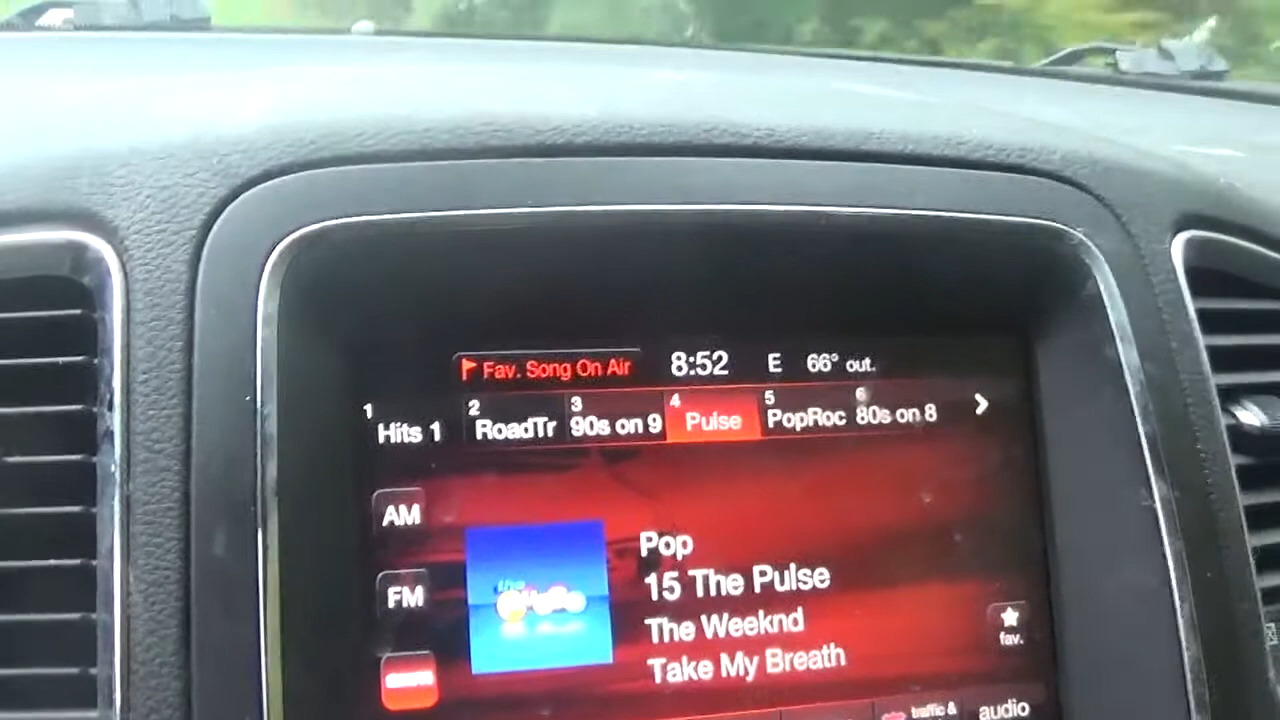 Fav. Song On Air 8:52 E 66° out.
1 Hits 1 2 RoadTr 3 90s on 9 4 Pulse 5 PopRoc 6 80s on 8
AM
FM
Pop
15 The Pulse
The Weeknd
Take My Breath
fav.
traffic &
audio